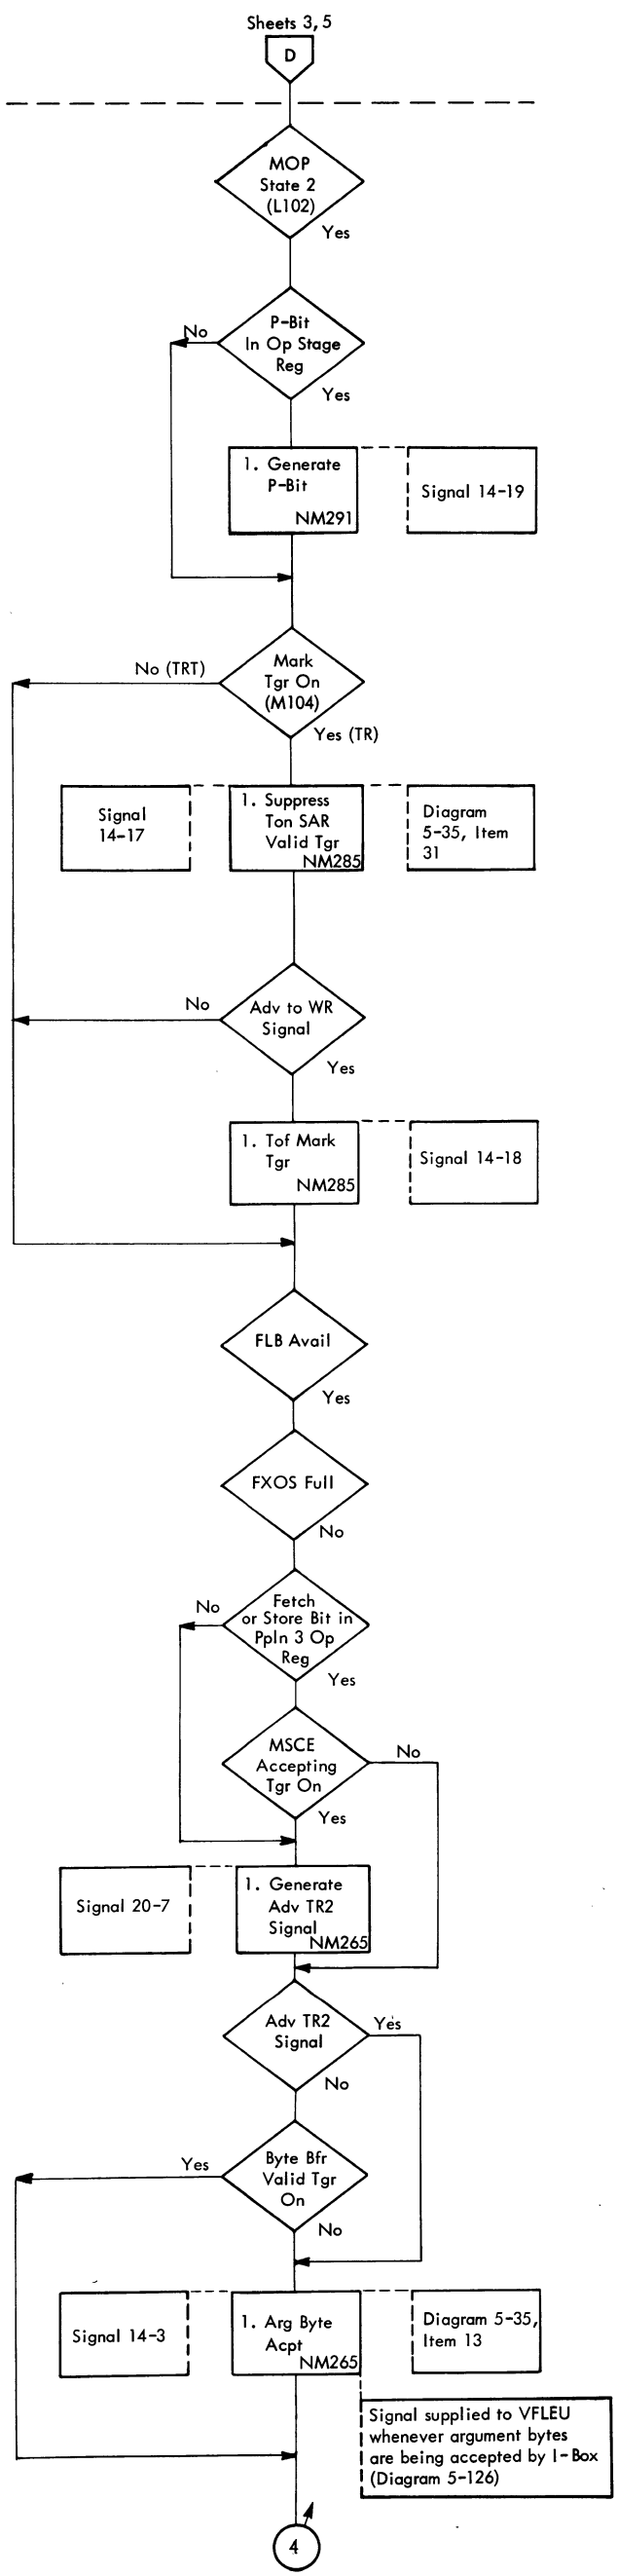 Sheets 3, 5
D
MOP
State 2
(L102)
Yes
P-Bit
In Op Stage
Reg
No
Yes
1. Generate
P-Bit
NM291
Signal 14-19
Mark
Tgr On
(M104)
No (TRT)
Yes (TR)
Signal
14-17
1. Suppress
Ton SAR
Valid Tgr
NM285
Diagram
5-35, Item
31
Adv to WR
Signal
No
Yes
1. Tof Mark
Tgr
NM285
Signal 14-18
FLB Avail
Yes
FXOS Full
No
Fetch
or Store Bit in
Ppln 3 Op
Reg
No
Yes
MSCE
Accepting
Tgr On
No
Yes
Signal 20-7
1. Generate
Adv TR2
Signal
NM265
Adv TR2
Signal
Yes
No
Byte Bfr
Valid Tgr
On
Yes
No
Signal 14-3
1. Arg Byte
Acpt
NM265
Diagram 5-35,
Item 13
Signal supplied to VFLEU
whenever argument bytes
are being accepted by I-Box
(Diagram 5-126)
4